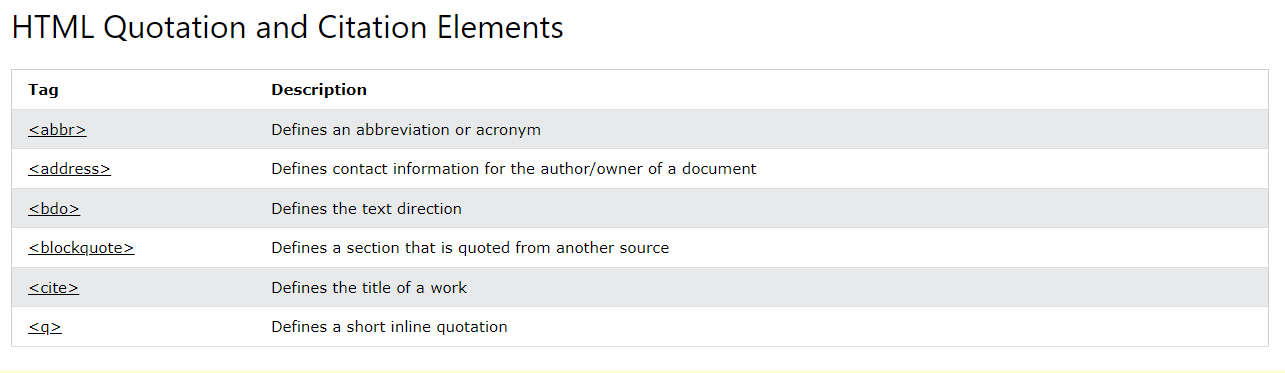 HTML Quotation and Citation Elements
Tag Description
<abbr> Defines an abbreviation or acronym
<address> Defines contact information for the author/owner of a document
<bdo> Defines the text direction
<blockquote> Defines a section that is quoted from another source
<cite> Defines the title of a work
<q> Defines a short inline quotation